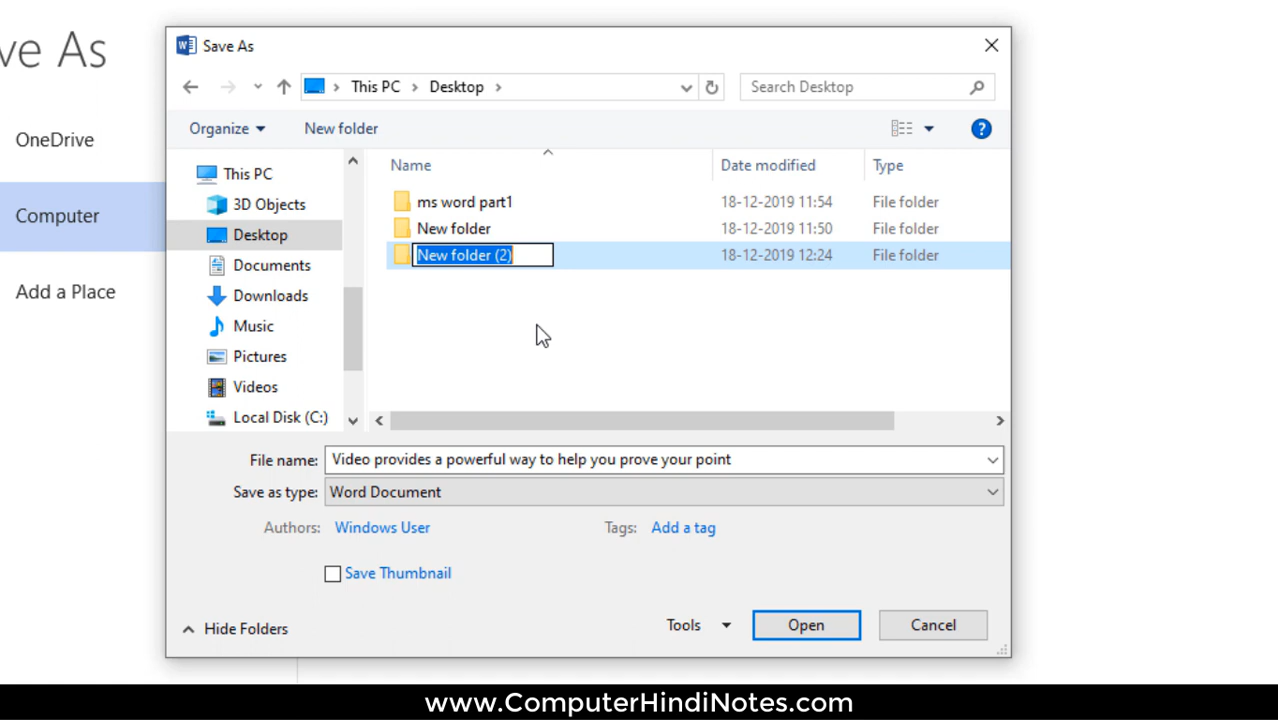 ve As
OneDrive
Computer
Add a Place
Save As
This PC
Desktop
Search Desktop
Organize
New folder
?
This PC
3D Objects
Desktop
Documents
Downloads
Music
Pictures
Videos
Local Disk (C:)
Name Date modified Type
ms word part1 18-12-2019 11:54 File folder
New folder 18-12-2019 11:50 File folder
New folder (2) 18-12-2019 12:24 File folder
File name: Video provides a powerful way to help you prove your point
Save as type: Word Document
Authors: Windows User Tags: Add a tag
Save Thumbnail
Hide Folders Tools Open Cancel
www.ComputerHindiNotes.com